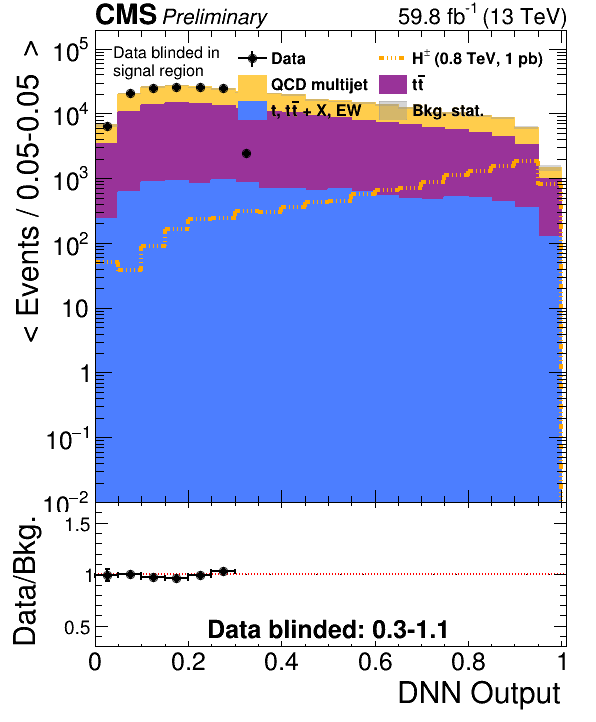 CMS Preliminary 59.8 fb⁻¹ (13 TeV)
Data blinded in
signal region
Data
H± (0.8 TeV, 1 pb)
QCD multijet
tt̅
t, tt̅ + X, EW
Bkg. stat.
< Events / 0.05-0.05 >
10⁵
10⁴
10³
10²
10
1
10⁻¹
10⁻²
Data/Bkg.
1.5
1
0.5
Data blinded: 0.3-1.1
0 0.2 0.4 0.6 0.8 1
DNN Output